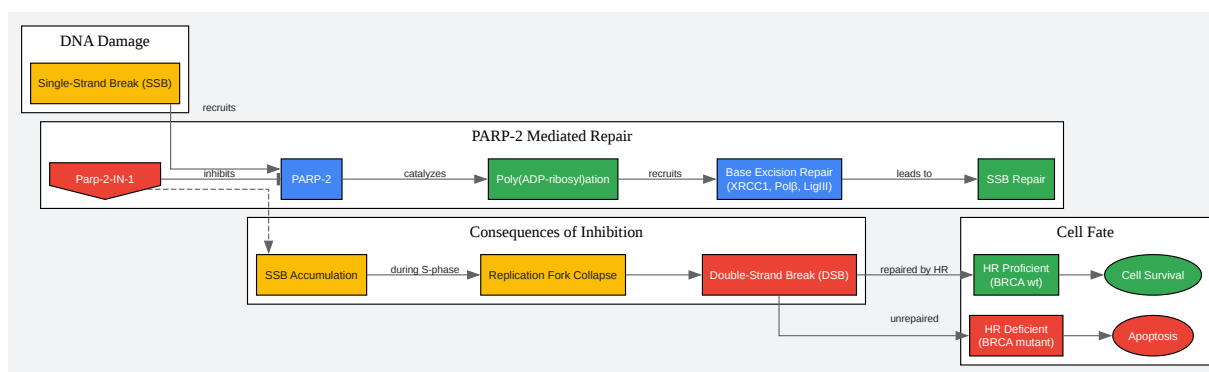 DNA Damage
Single-Strand Break (SSB)
recruits
PARP-2 Mediated Repair
Parp-2-IN-1
inhibits
PARP-2
catalyzes
Poly(ADP-ribosyl)ation
recruits
Base Excision Repair
(XRCC1, Polβ, LigIII)
leads to
SSB Repair
Consequences of Inhibition
SSB Accumulation
during S-phase
Replication Fork Collapse
Double-Strand Break (DSB)
repaired by HR
unrepaired
Cell Fate
HR Proficient
(BRCA wt)
Cell Survival
HR Deficient
(BRCA mutant)
Apoptosis